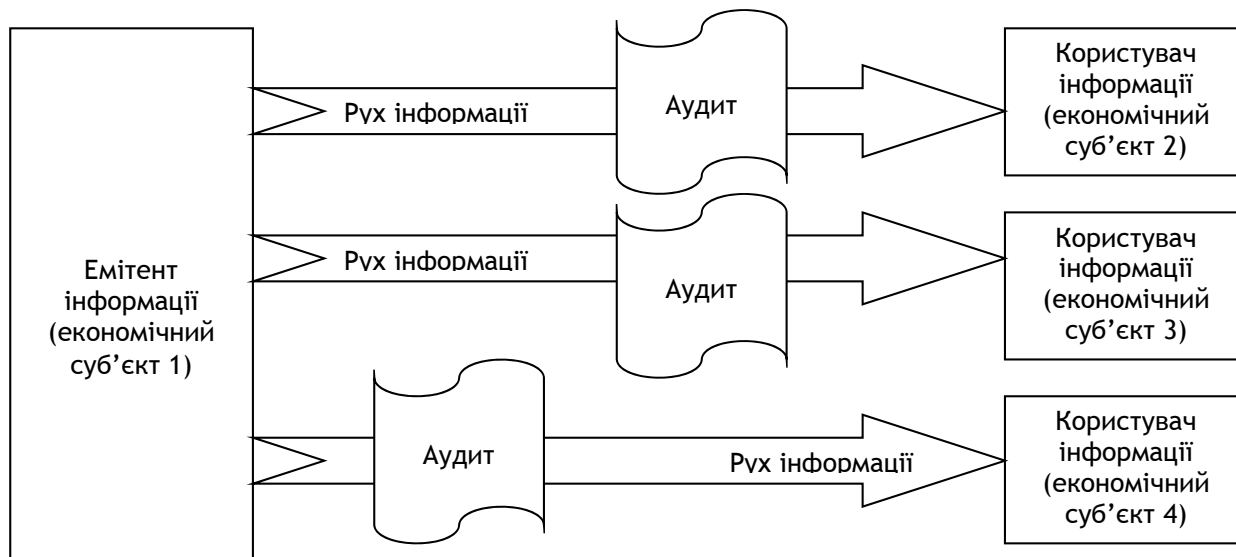 Емітент
інформації
(економічний
суб’єкт 1)
Рух інформації
Аудит
Користувач
інформації
(економічний
суб’єкт 2)
Рух інформації
Аудит
Користувач
інформації
(економічний
суб’єкт 3)
Аудит
Рух інформації
Користувач
інформації
(економічний
суб’єкт 4)